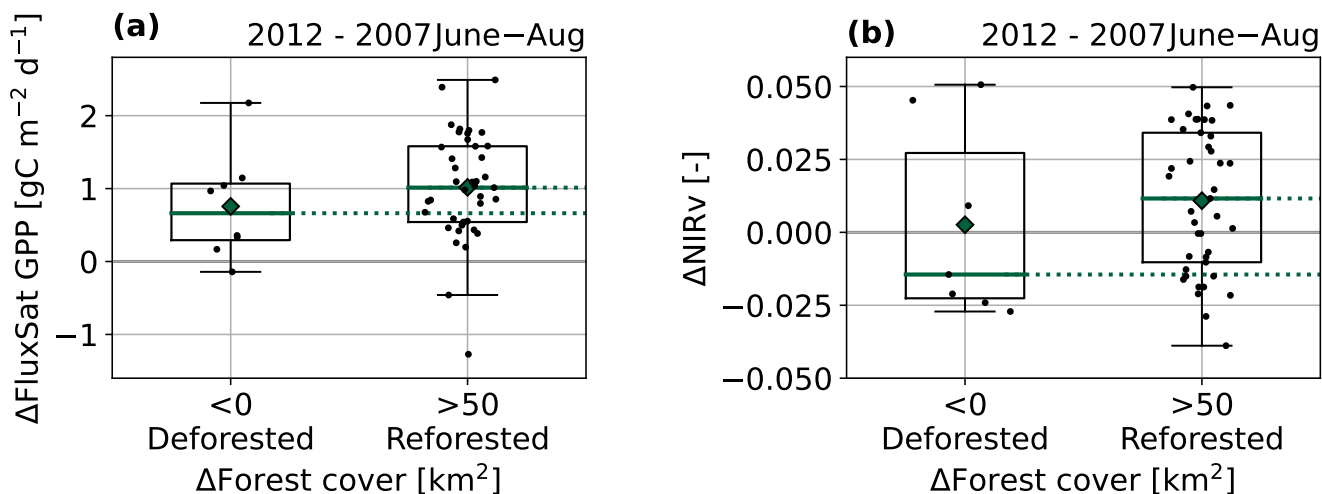 (a)
2012 - 2007June−Aug
ΔFluxSat GPP [gC m⁻² d⁻¹]
2
1
0
−1
<0
>50
Deforested
Reforested
ΔForest cover [km²]
(b)
2012 - 2007June−Aug
ΔNIRv [-]
0.050
0.025
0.000
−0.025
−0.050
<0
>50
Deforested
Reforested
ΔForest cover [km²]